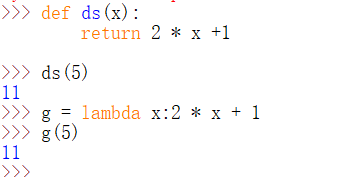 >>> def ds(x):
        return 2 * x +1

>>> ds(5)
11
>>> g = lambda x:2 * x + 1
>>> g(5)
11
>>>